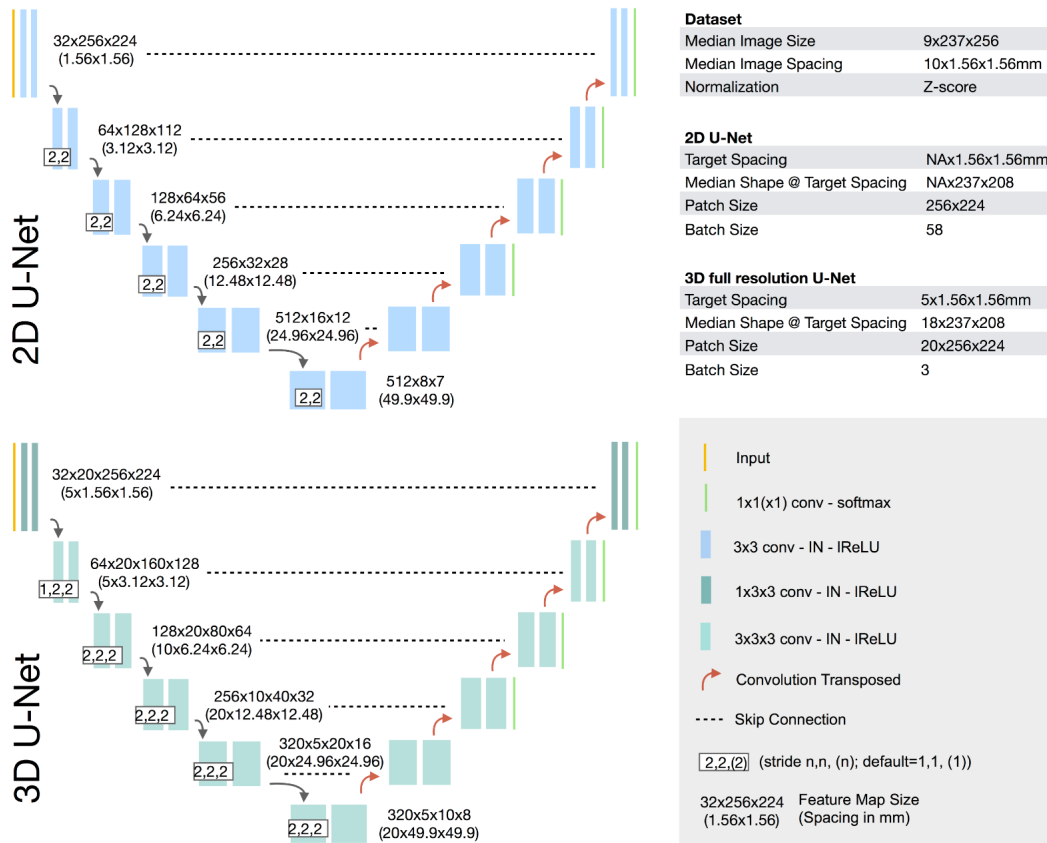 2D U-Net
32x256x224
(1.56x1.56)
64x128x112
(3.12x3.12)
2,2
128x64x56
(6.24x6.24)
2,2
256x32x28
(12.48x12.48)
2,2
512x16x12
(24.96x24.96)
2,2
512x8x7
(49.9x49.9)
2,2
3D U-Net
32x20x256x224
(5x1.56x1.56)
64x20x160x128
(5x3.12x3.12)
1,2,2
128x20x80x64
(10x6.24x6.24)
2,2,2
256x10x40x32
(20x12.48x12.48)
2,2,2
320x5x20x16
(20x24.96x24.96)
2,2,2
320x5x10x8
(20x49.9x49.9)
2,2,2
Dataset
Median Image Size 9x237x256
Median Image Spacing 10x1.56x1.56mm
Normalization Z-score
2D U-Net
Target Spacing NAx1.56x1.56mm
Median Shape @ Target Spacing NAx237x208
Patch Size 256x224
Batch Size 58
3D full resolution U-Net
Target Spacing 5x1.56x1.56mm
Median Shape @ Target Spacing 18x237x208
Patch Size 20x256x224
Batch Size 3
Input
1x1(x1) conv - softmax
3x3 conv - IN - lReLU
1x3x3 conv - IN - lReLU
3x3x3 conv - IN - lReLU
Convolution Transposed
Skip Connection
2,2,(2) (stride n,n, (n); default=1,1, (1))
32x256x224 Feature Map Size
(1.56x1.56) (Spacing in mm)